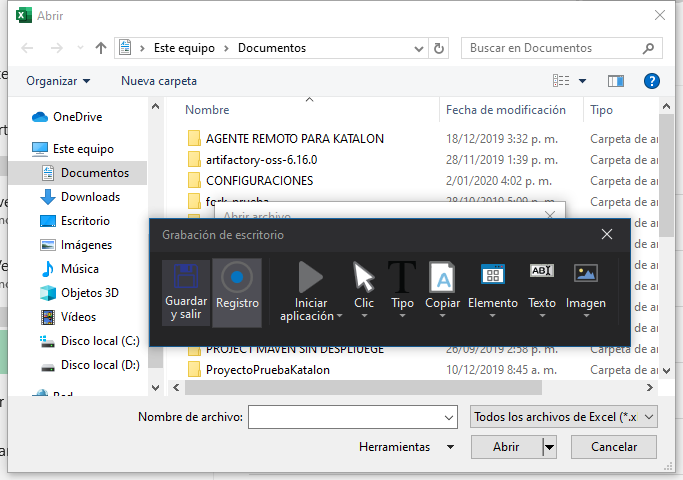 Abrir
Este equipo > Documentos
Buscar en Documentos
Organizar
Nueva carpeta
OneDrive
Este equipo
Documentos
Downloads
Escritorio
Imágenes
Música
Objetos 3D
Vídeos
Disco local (C:)
Disco local (D:)
Nombre
Fecha de modificación
Tipo
AGENTE REMOTO PARA KATALON 18/12/2019 3:32 p. m. Carpeta de ar
artifactory-oss-6.16.0 28/11/2019 1:39 p. m. Carpeta de ar
CONFIGURACIONES 2/01/2020 4:02 p. m. Carpeta de ar
fork-prueba 28/10/2019 5:09 p. m. Carpeta de ar
Abrir archivo
Grabación de escritorio
Guardar y salir
Registro
Iniciar aplicación
Clic
Tipo
Copiar
Elemento
Texto
Imagen
PROJECT MAVEN SIN DESPLIEGUE 26/09/2019 2:58 p. m. Carpeta de ar
ProyectoPruebaKatalon 10/12/2019 8:45 a. m. Carpeta de ar
Nombre de archivo:
Todos los archivos de Excel (*.x
Herramientas
Abrir
Cancelar